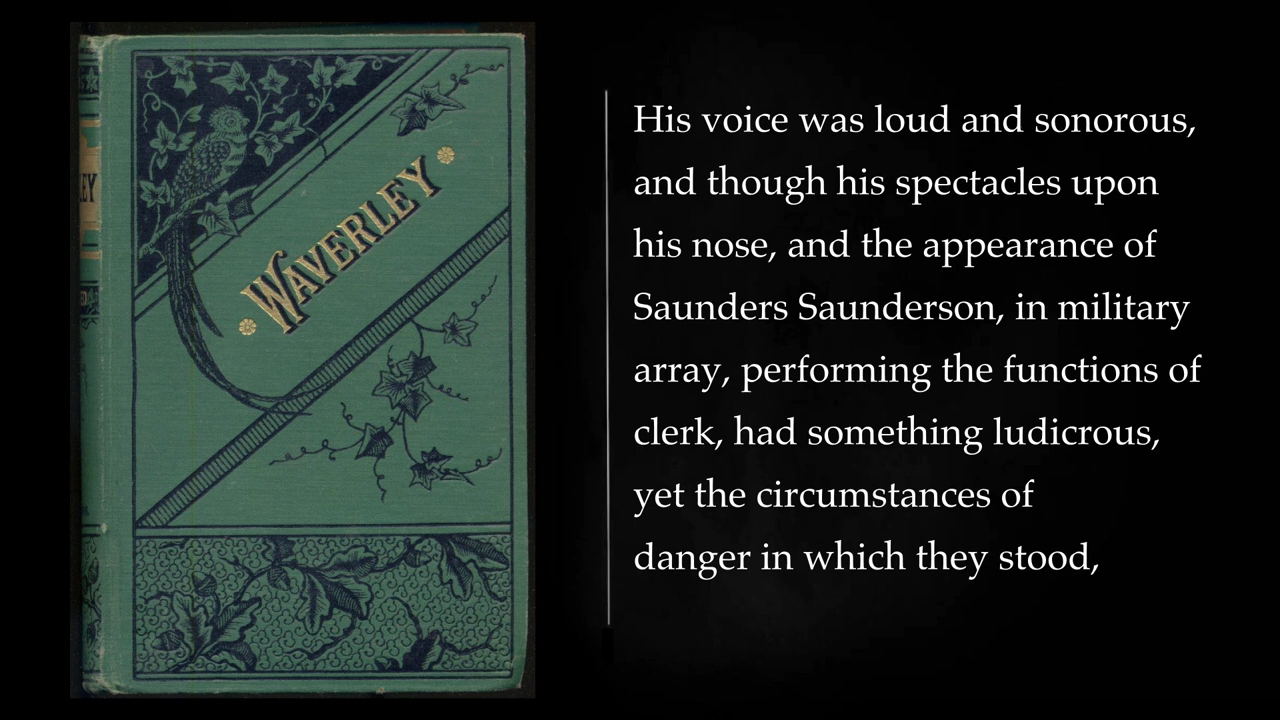 WAVERLEY
EY
His voice was loud and sonorous,
and though his spectacles upon
his nose, and the appearance of
Saunders Saunderson, in military
array, performing the functions of
clerk, had something ludicrous,
yet the circumstances of
danger in which they stood,